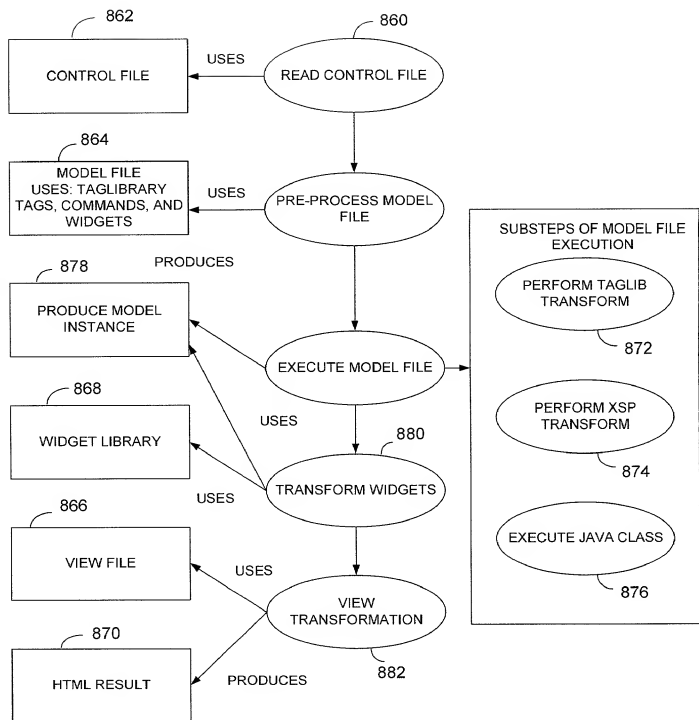 862
860
USES
CONTROL FILE
READ CONTROL FILE
864
MODEL FILE
USES: TAGLIBRARY
TAGS, COMMANDS, AND
WIDGETS
USES
PRE-PROCESS MODEL
FILE
SUBSTEPS OF MODEL FILE
EXECUTION
878
PRODUCES
PERFORM TAGLIB
TRANSFORM
872
PRODUCE MODEL
INSTANCE
EXECUTE MODEL FILE
868
USES
880
PERFORM XSP
TRANSFORM
874
WIDGET LIBRARY
TRANSFORM WIDGETS
866
USES
EXECUTE JAVA CLASS
876
VIEW FILE
USES
VIEW
TRANSFORMATION
882
870
HTML RESULT
PRODUCES